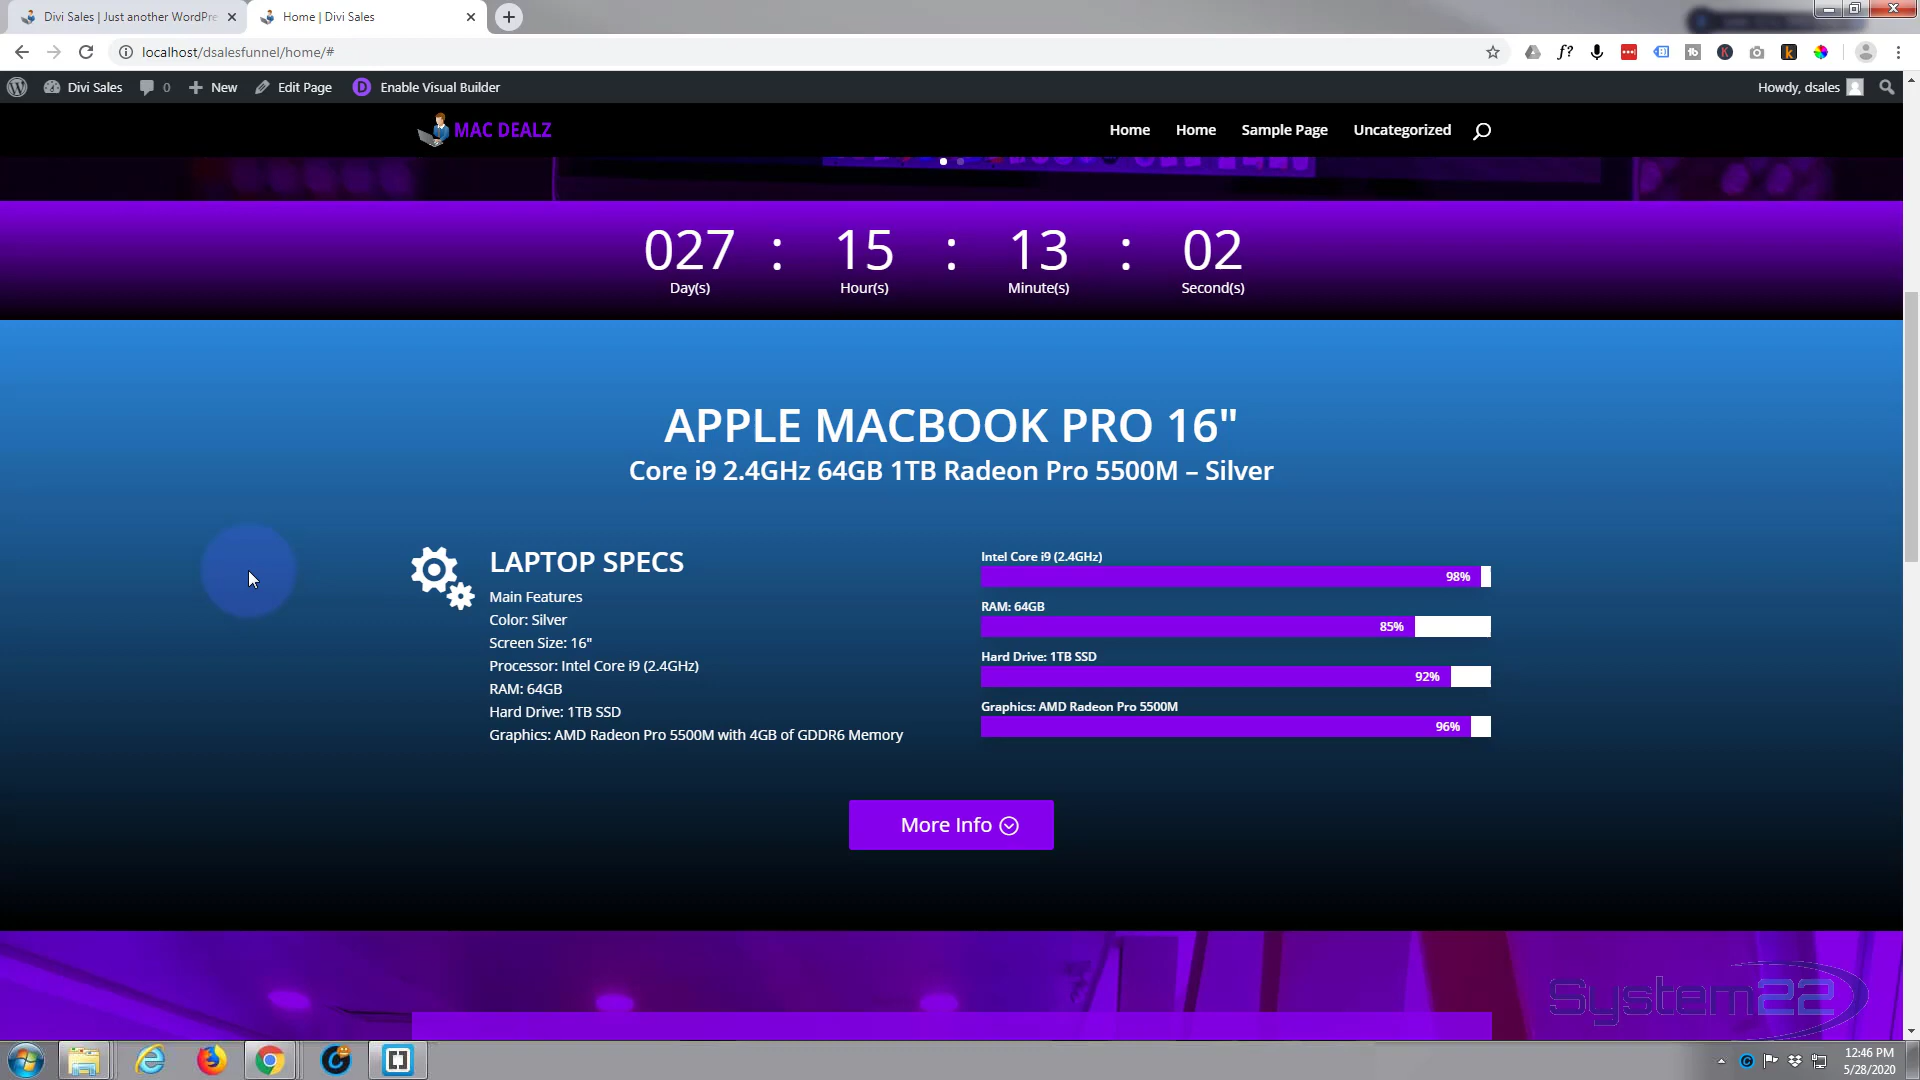 Divi Sales | Just another WordPre
Home | Divi Sales
localhost/dsalesfunnel/home/#
Divi Sales
0
New
Edit Page
Enable Visual Builder
Howdy, dsales
MAC DEALZ
Home
Home
Sample Page
Uncategorized
027 : 15 : 13 : 02
Day(s) Hour(s) Minute(s) Second(s)
APPLE MACBOOK PRO 16"
Core i9 2.4GHz 64GB 1TB Radeon Pro 5500M – Silver
LAPTOP SPECS
Main Features
Color: Silver
Screen Size: 16"
Processor: Intel Core i9 (2.4GHz)
RAM: 64GB
Hard Drive: 1TB SSD
Graphics: AMD Radeon Pro 5500M with 4GB of GDDR6 Memory
Intel Core i9 (2.4GHz)
98%
RAM: 64GB
85%
Hard Drive: 1TB SSD
92%
Graphics: AMD Radeon Pro 5500M
96%
More Info
System22
12:46 PM
5/28/2020